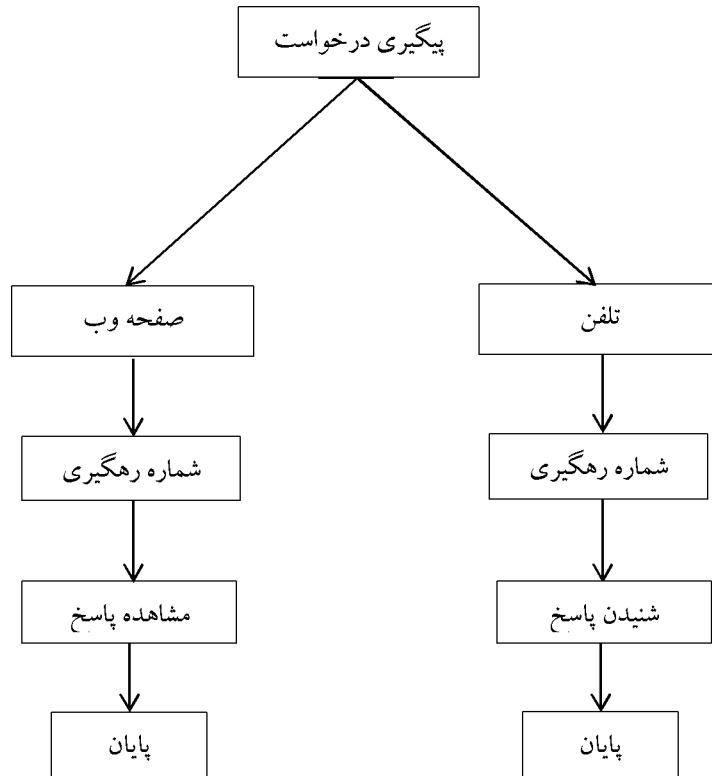 پیگیری درخواست
تلفن
صفحه وب
شماره رهگیری
شماره رهگیری
شنیدن پاسخ
مشاهده پاسخ
پایان
پایان